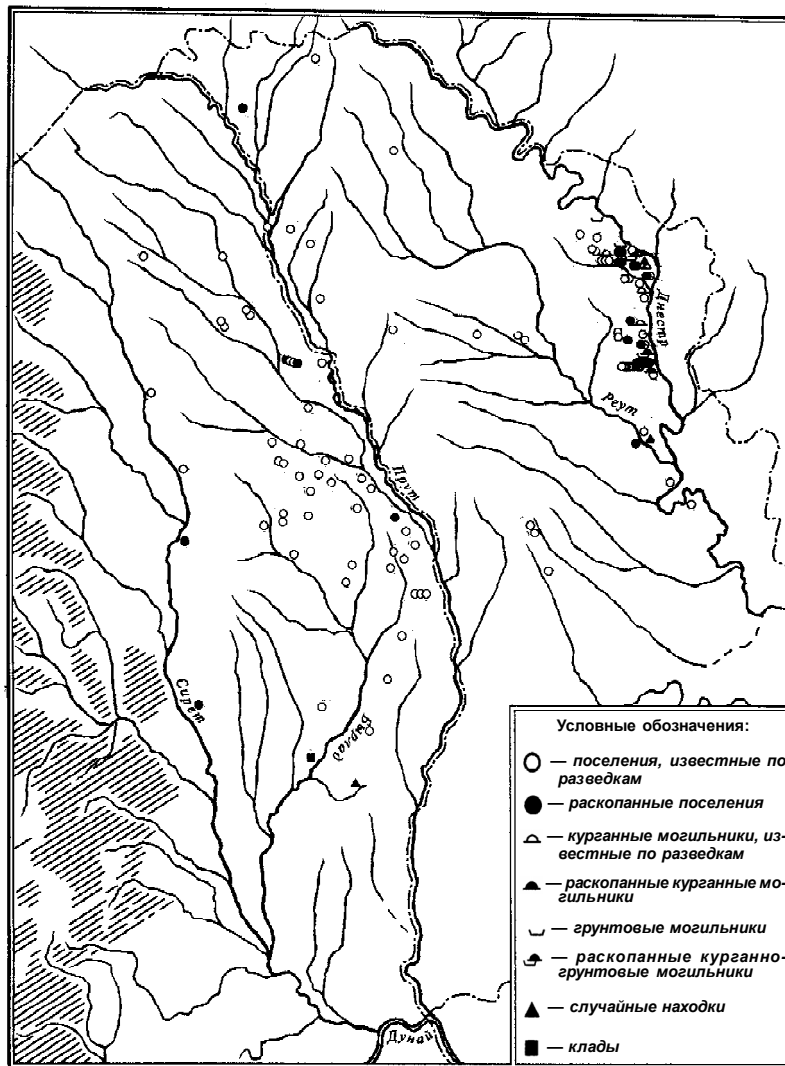 Днестр
Реут
Прут
Сирет
Бырлад
Дунай
Условные обозначения:
— поселения, известные по
разведкам
— раскопанные поселения
— курганные могильники, из-
вестные по разведкам
— раскопанные курганные мо-
гильники
— грунтовые могильники
— раскопанные курганно-
грунтовые могильники
— случайные находки
— клады